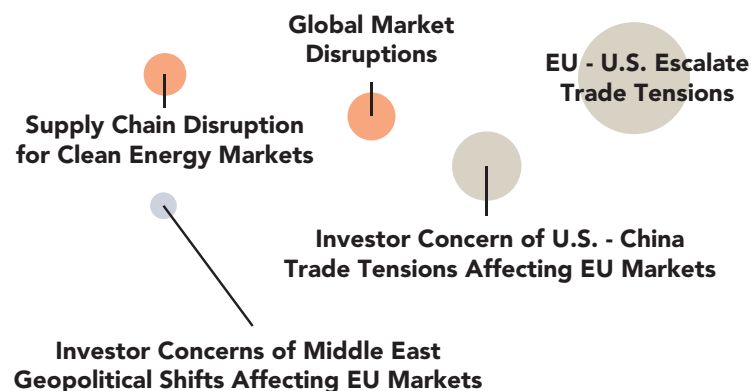 Global Market
Disruptions
EU - U.S. Escalate
Trade Tensions
Supply Chain Disruption
for Clean Energy Markets
Investor Concern of U.S. - China
Trade Tensions Affecting EU Markets
Investor Concerns of Middle East
Geopolitical Shifts Affecting EU Markets